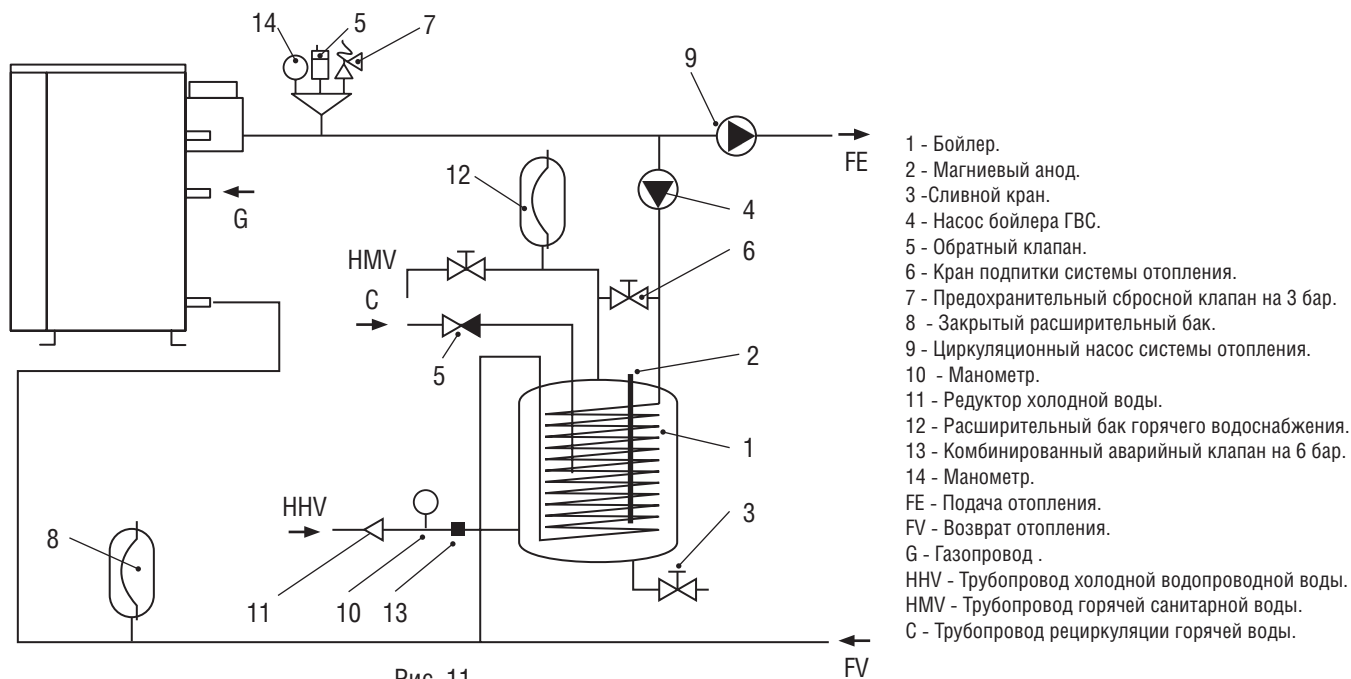 14
5
7
9
FE
12
4
G
HMV
6
C
5
2
1
HHV
3
8
11
10
13
FV
Рис. 11
1 - Бойлер.
2 - Магниевый анод.
3 -Сливной кран.
4 - Насос бойлера ГВС.
5 - Обратный клапан.
6 - Кран подпитки системы отопления.
7 - Предохранительный сбросной клапан на 3 бар.
8 - Закрытый расширительный бак.
9 - Циркуляционный насос системы отопления.
10 - Манометр.
11 - Редуктор холодной воды.
12 - Расширительный бак горячего водоснабжения.
13 - Комбинированный аварийный клапан на 6 бар.
14 - Манометр.
FE - Подача отопления.
FV - Возврат отопления.
G - Газопровод .
HHV - Трубопровод холодной водопроводной воды.
HMV - Трубопровод горячей санитарной воды.
C - Трубопровод рециркуляции горячей воды.